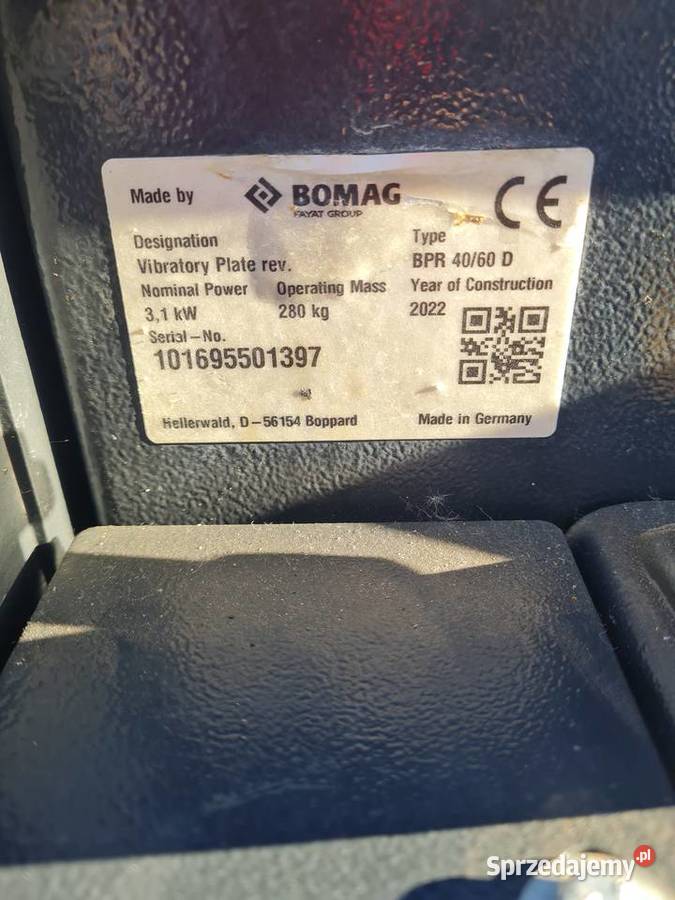 Made by BOMAG CE
FAYAT GROUP
Designation Type
Vibratory Plate rev. BPR 40/60 D
Nominal Power Operating Mass Year of Construction
3,1 kW 280 kg 2022
Serial-No.
101695501397
Hellerwald, D-56154 Boppard Made in Germany
Sprzedajemy.pl